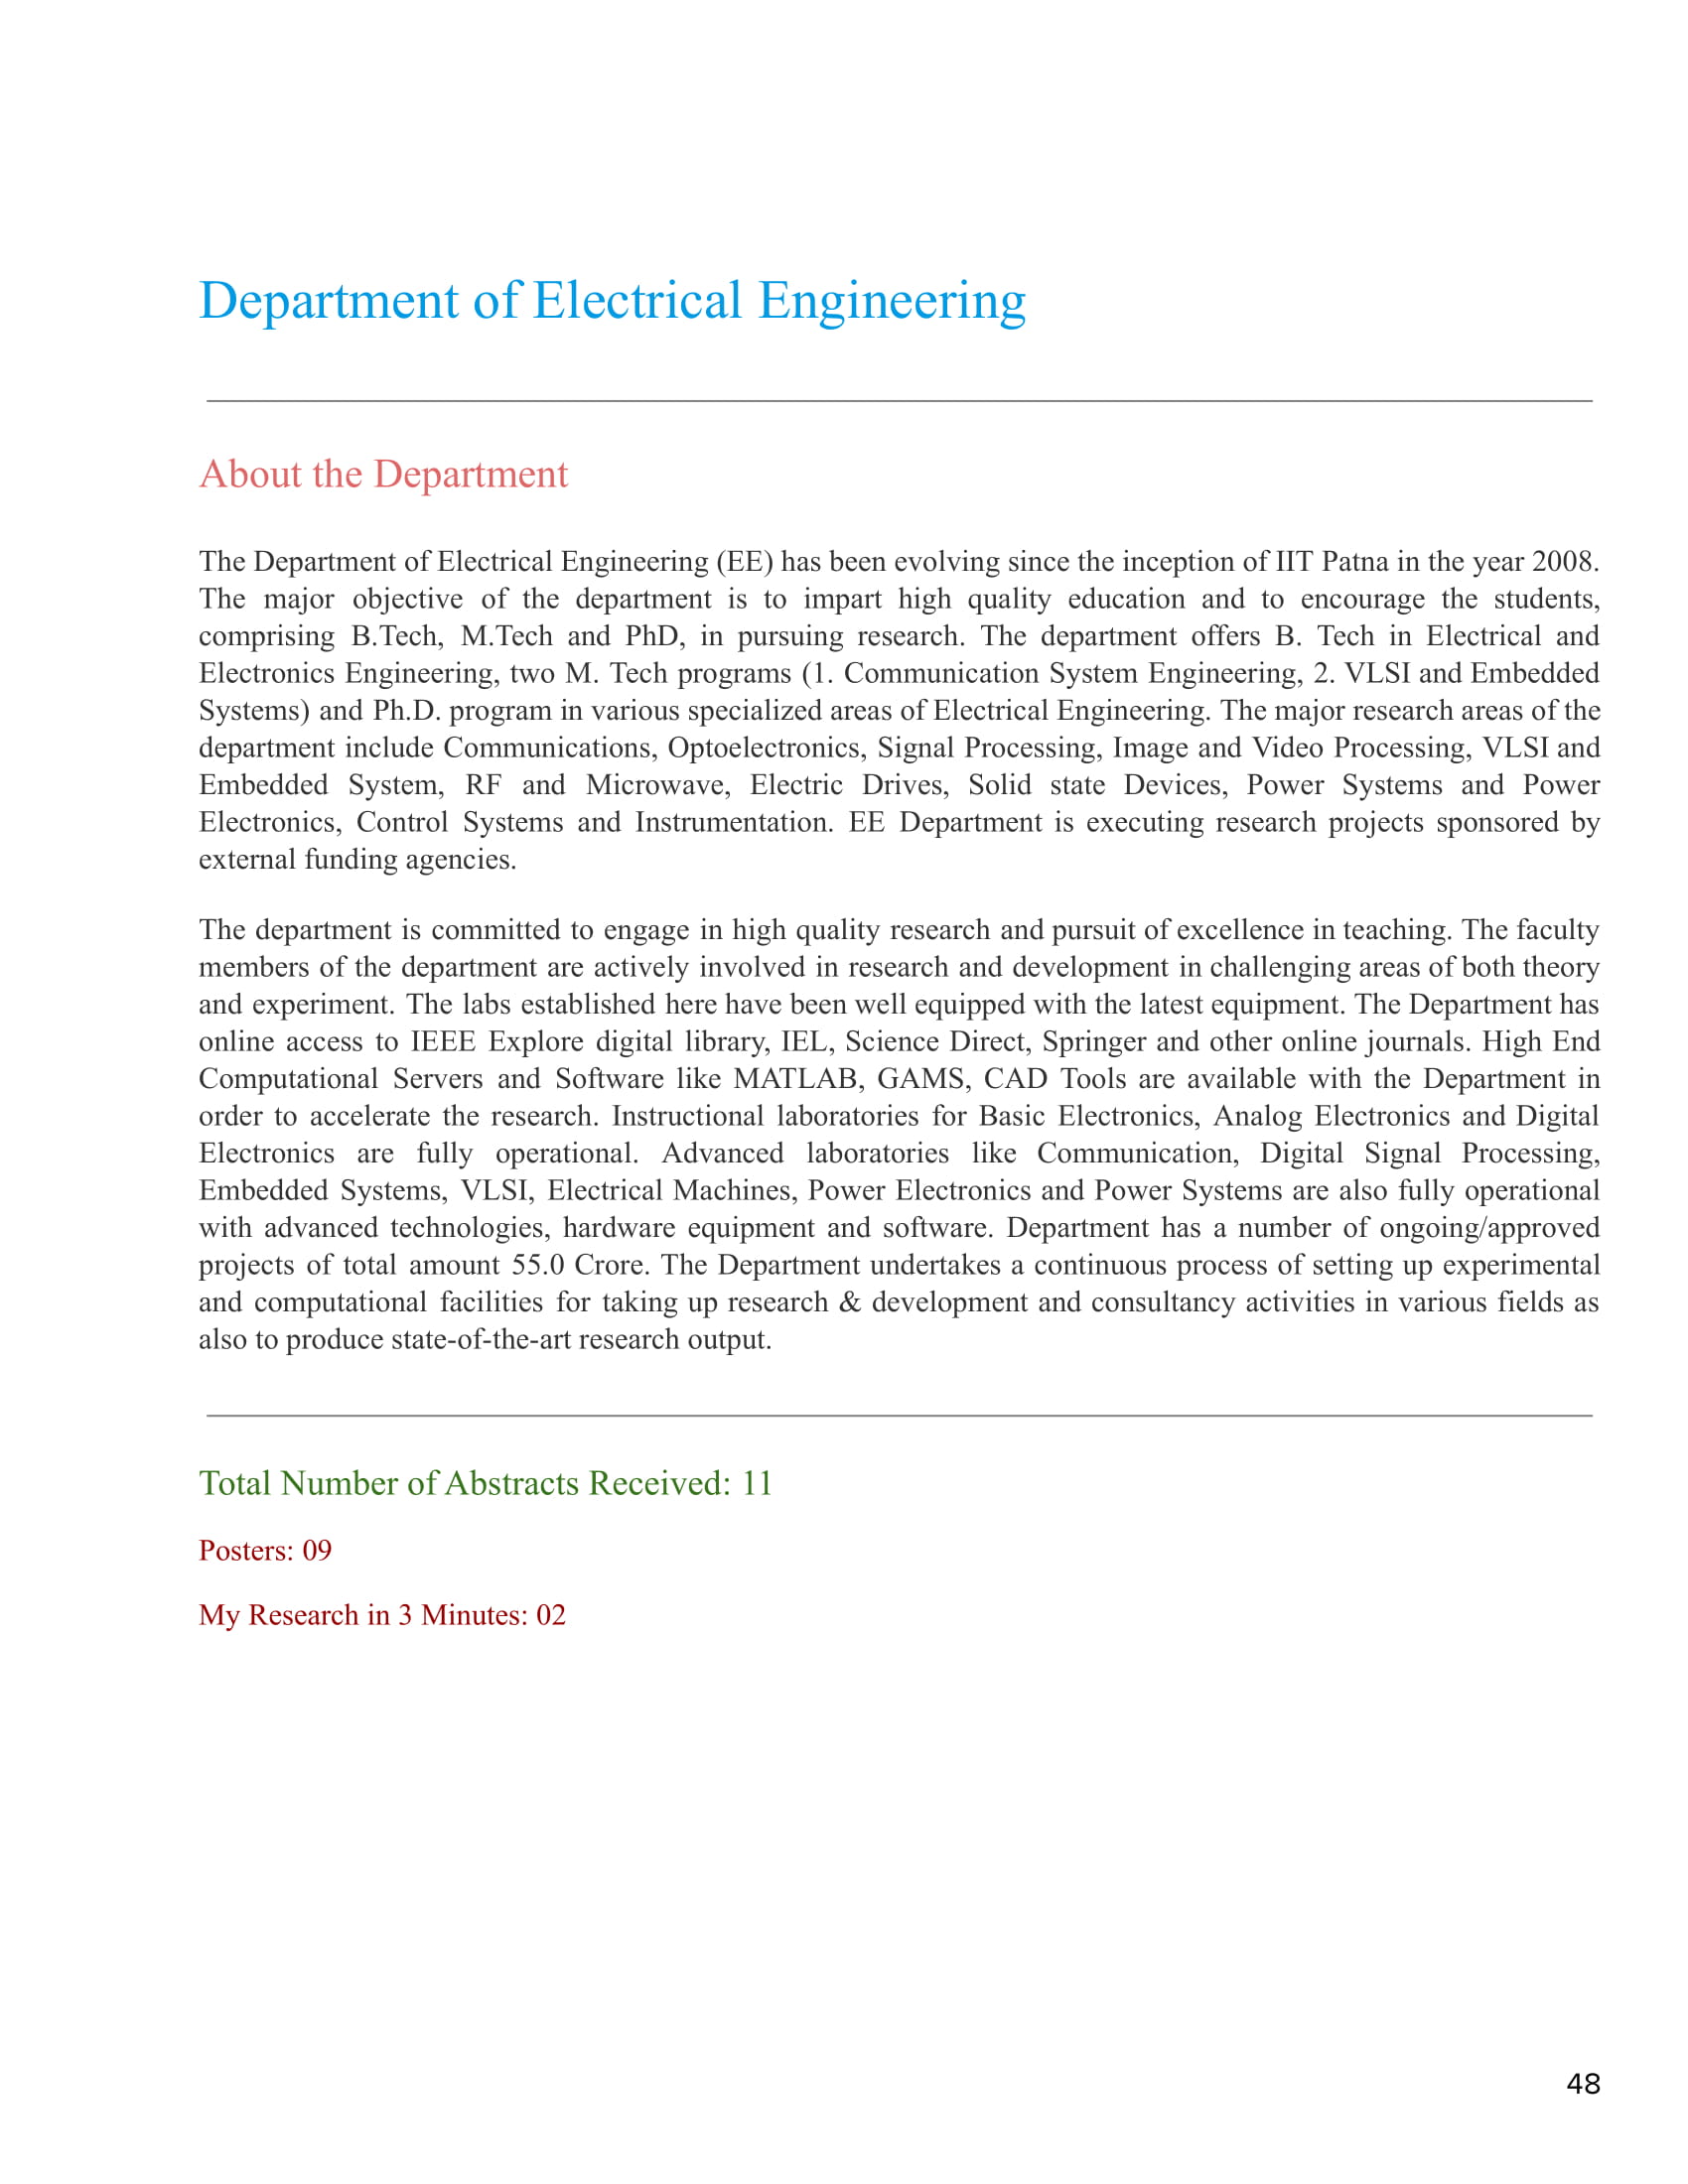 Department of Electrical Engineering
About the Department
The Department of Electrical Engineering (EE) has been evolving since the inception of IIT Patna in the year 2008.
The major objective of the department is to impart high quality education and to encourage the students,
comprising B.Tech, M.Tech and PhD, in pursuing research. The department offers B. Tech in Electrical and
Electronics Engineering, two M. Tech programs (1. Communication System Engineering, 2. VLSI and Embedded
Systems) and Ph.D. program in various specialized areas of Electrical Engineering. The major research areas of the
department include Communications, Optoelectronics, Signal Processing, Image and Video Processing, VLSI and
Embedded System, RF and Microwave, Electric Drives, Solid state Devices, Power Systems and Power
Electronics, Control Systems and Instrumentation. EE Department is executing research projects sponsored by
external funding agencies.
The department is committed to engage in high quality research and pursuit of excellence in teaching. The faculty
members of the department are actively involved in research and development in challenging areas of both theory
and experiment. The labs established here have been well equipped with the latest equipment. The Department has
online access to IEEE Explore digital library, IEL, Science Direct, Springer and other online journals. High End
Computational Servers and Software like MATLAB, GAMS, CAD Tools are available with the Department in
order to accelerate the research. Instructional laboratories for Basic Electronics, Analog Electronics and Digital
Electronics are fully operational. Advanced laboratories like Communication, Digital Signal Processing,
Embedded Systems, VLSI, Electrical Machines, Power Electronics and Power Systems are also fully operational
with advanced technologies, hardware equipment and software. Department has a number of ongoing/approved
projects of total amount 55.0 Crore. The Department undertakes a continuous process of setting up experimental
and computational facilities for taking up research & development and consultancy activities in various fields as
also to produce state-of-the-art research output.
Total Number of Abstracts Received: 11
Posters: 09
My Research in 3 Minutes: 02
48